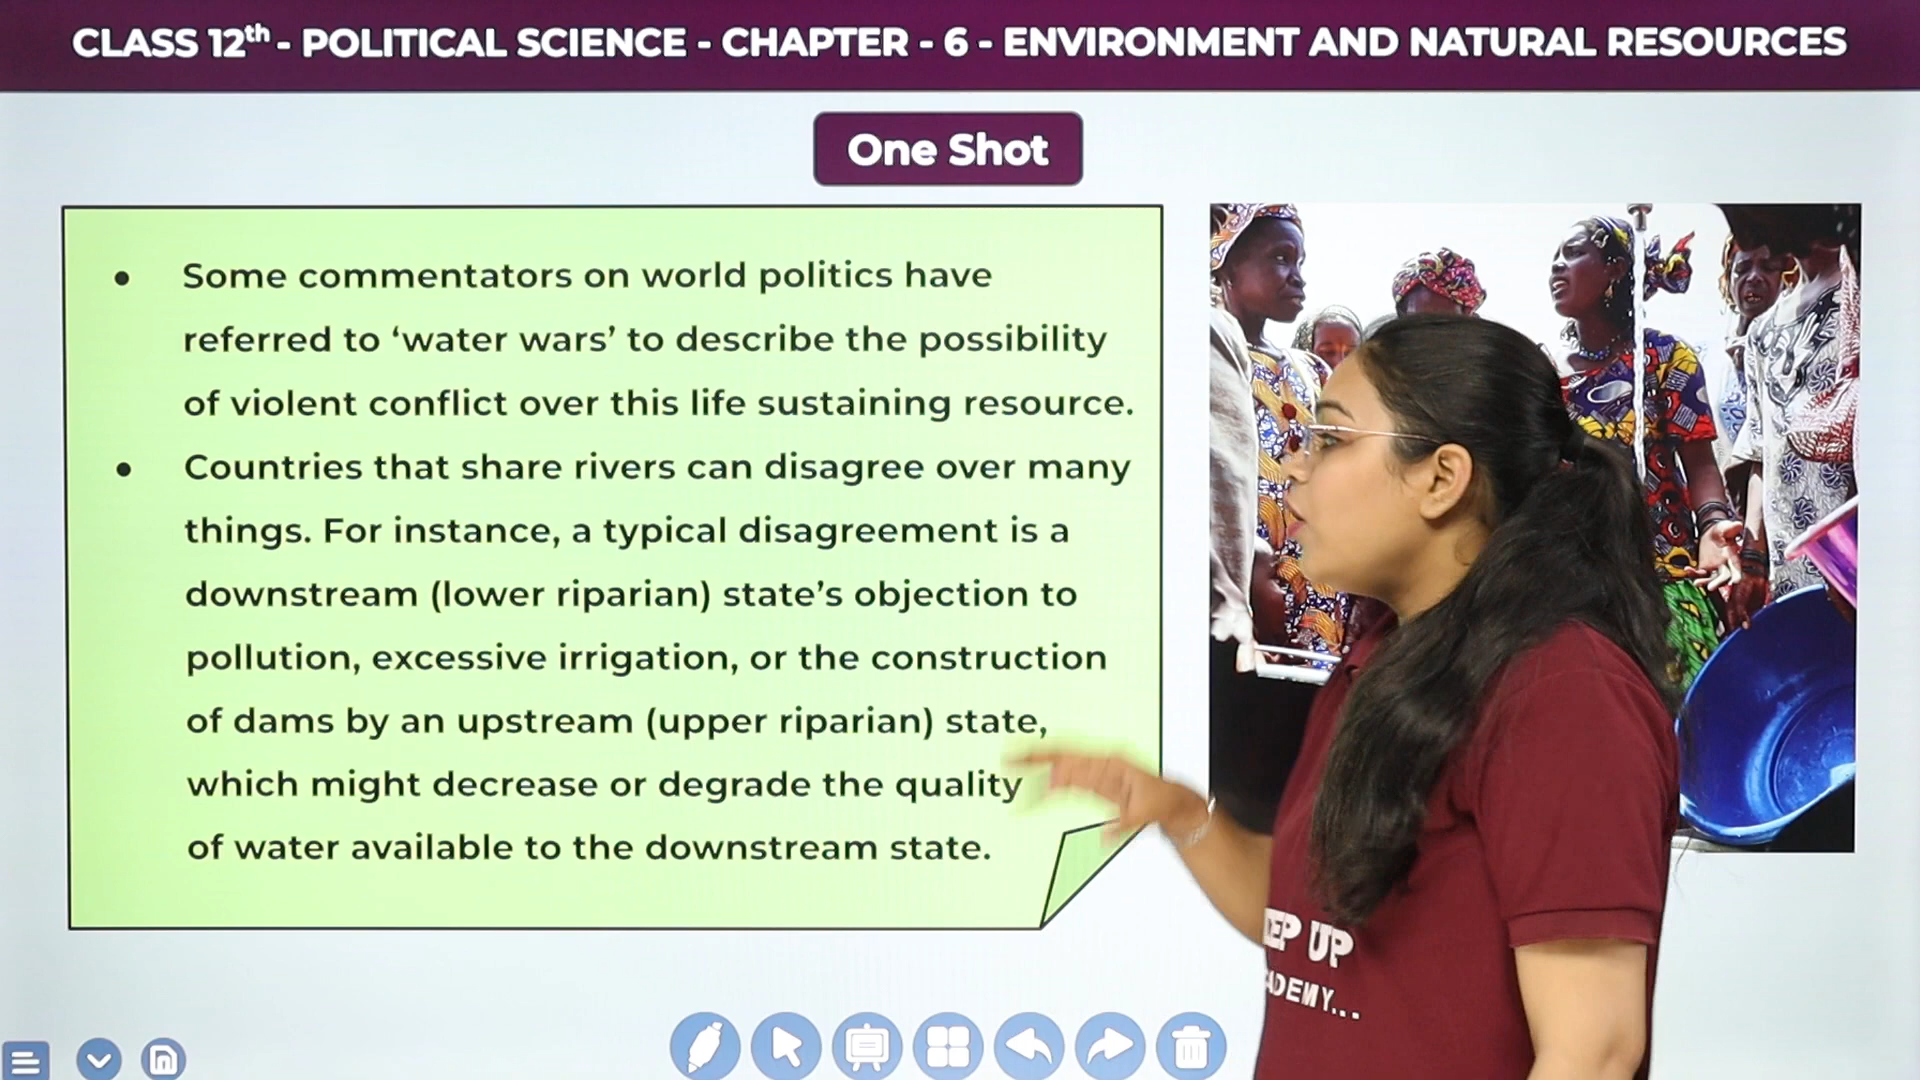 CLASS 12th - POLITICAL SCIENCE - CHAPTER - 6 - ENVIRONMENT AND NATURAL RESOURCES
One Shot
• Some commentators on world politics have
referred to ‘water wars’ to describe the possibility
of violent conflict over this life sustaining resource.
• Countries that share rivers can disagree over many
things. For instance, a typical disagreement is a
downstream (lower riparian) state’s objection to
pollution, excessive irrigation, or the construction
of dams by an upstream (upper riparian) state,
which might decrease or degrade the quality
of water available to the downstream state.
UP